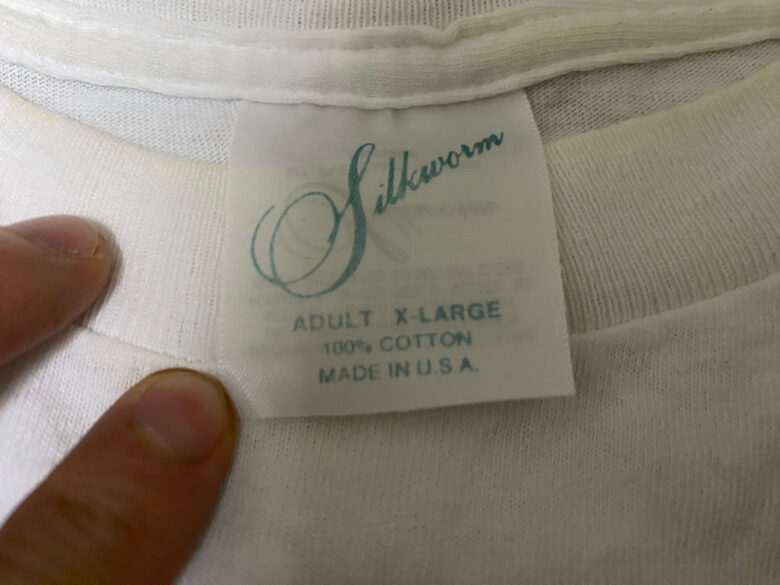 Silkworm
ADULT X-LARGE
100% COTTON
MADE IN U.S.A.